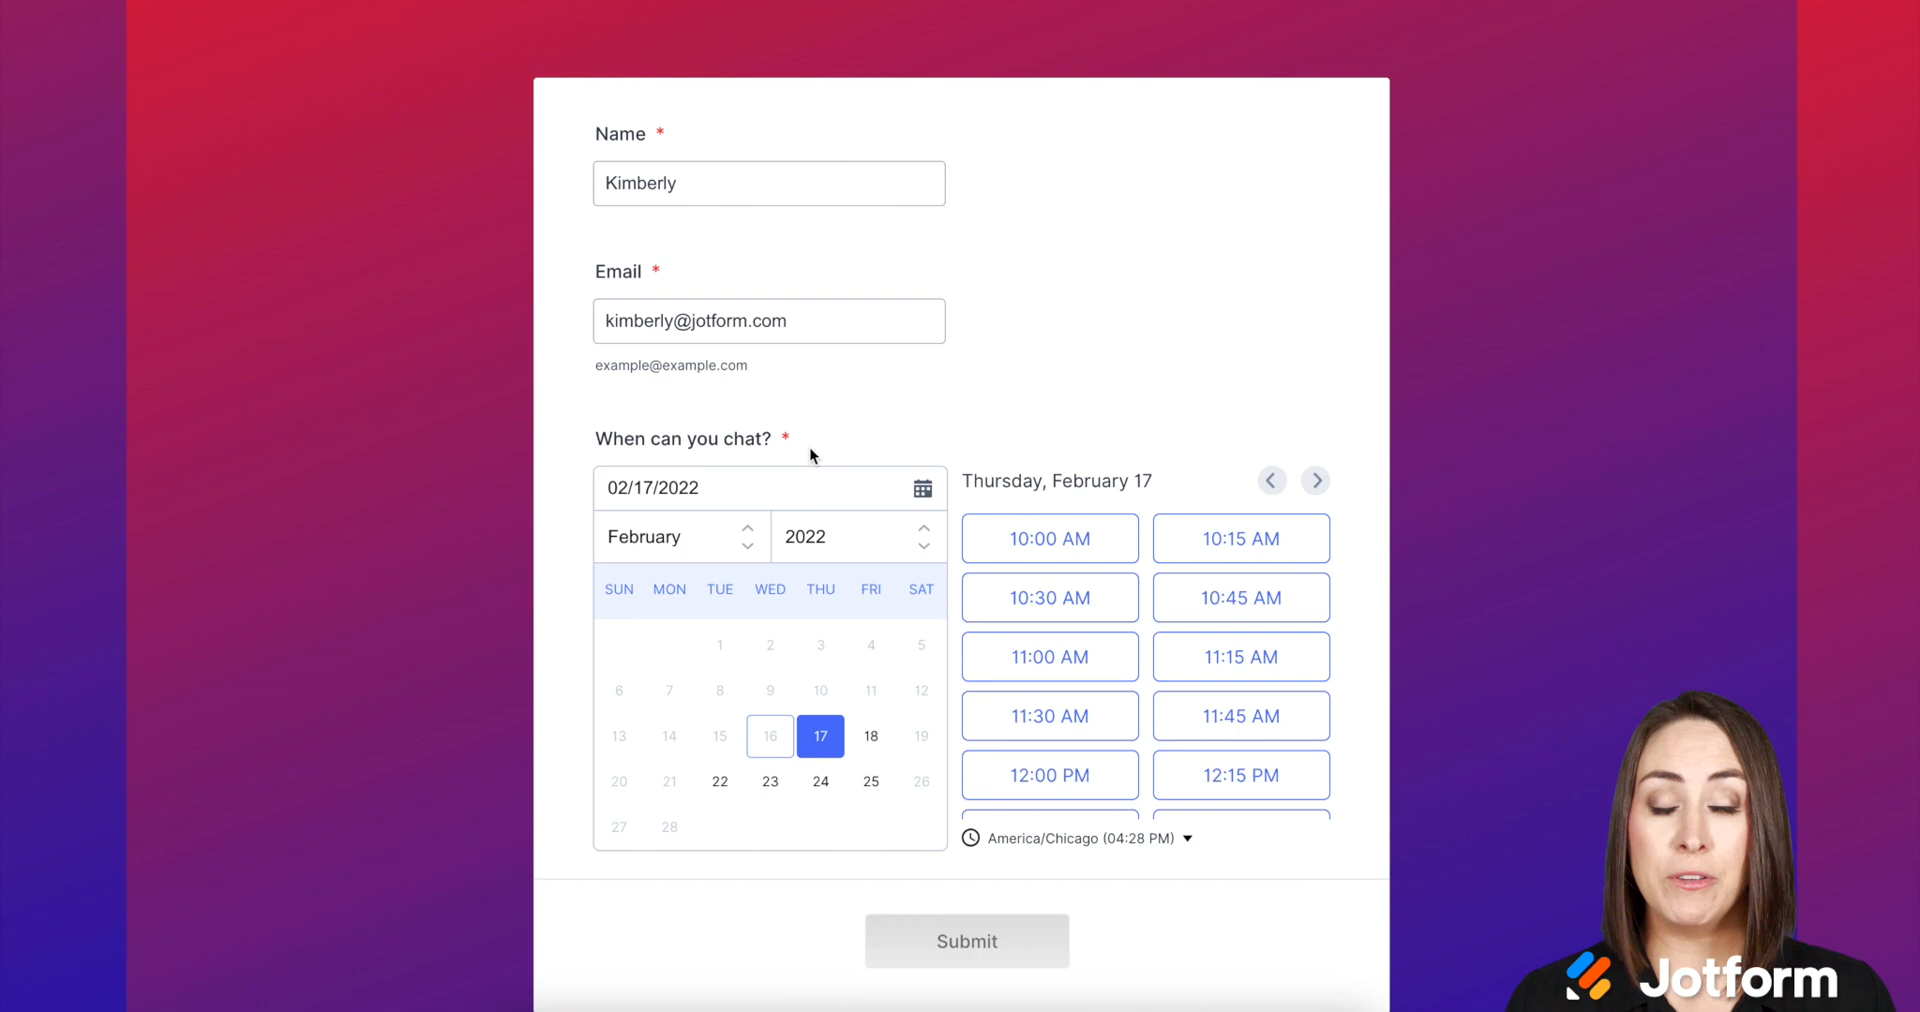 Name *
Kimberly
Email *
kimberly@jotform.com
example@example.com
When can you chat? *
02/17/2022
February 2022
SUN MON TUE WED THU FRI SAT
1 2 3 4 5
6 7 8 9 10 11 12
13 14 15 16 17 18 19
20 21 22 23 24 25 26
27 28
Thursday, February 17
10:00 AM 10:15 AM
10:30 AM 10:45 AM
11:00 AM 11:15 AM
11:30 AM 11:45 AM
12:00 PM 12:15 PM
America/Chicago (04:28 PM)
Submit
Jotform